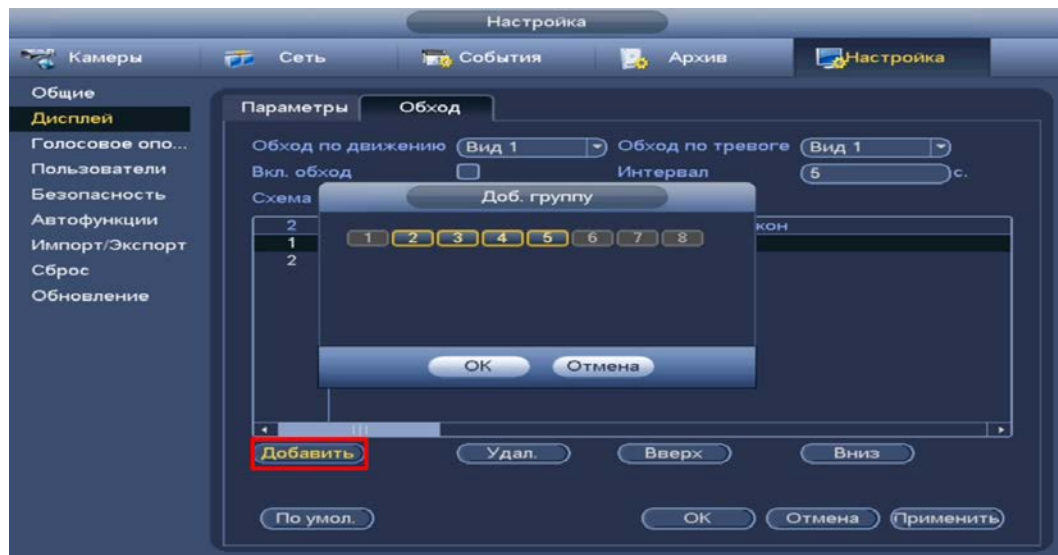 Настройка
Камеры Сеть События Архив Настройка
Общие
Дисплей
Голосовое опо...
Пользователи
Безопасность
Автофункции
Импорт/Экспорт
Сброс
Обновление
Параметры Обход
Обход по движению Вид 1 Обход по тревоге Вид 1
Вкл. обход Интервал 5 с.
Схема
Доб. группу
2 кон
1
2
1 2 3 4 5 6 7 8
ОК Отмена
Добавить Удал. Вверх Вниз
По умол. ОК Отмена Применить